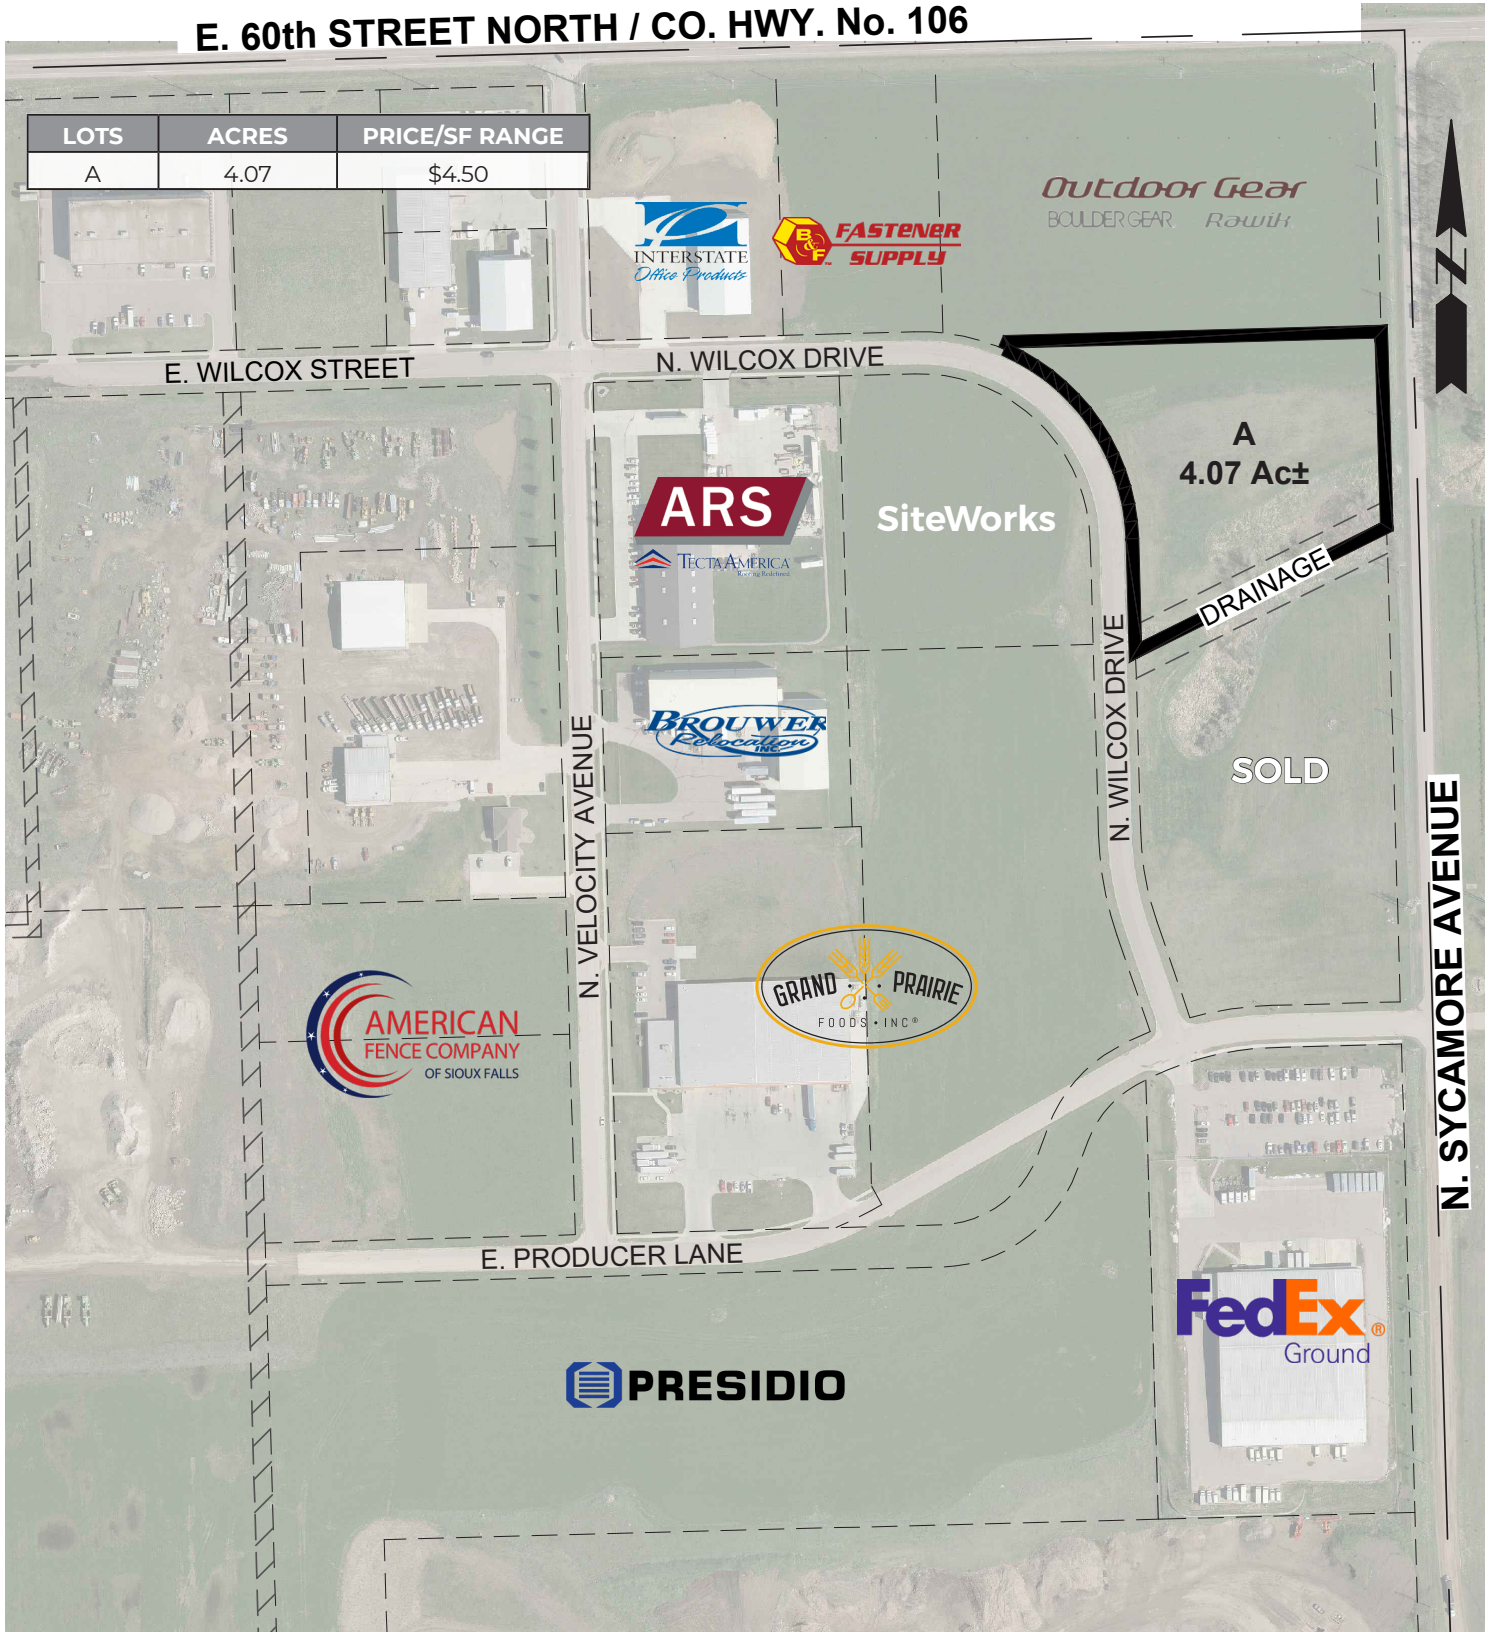 E. 60th STREET NORTH / CO. HWY. No. 106
LOTS ACRES PRICE/SF RANGE
A 4.07 $4.50
Outdoor Gear
BOULDER GEAR Rawik
INTERSTATE
Office Products
B&F
FASTENER
SUPPLY
N
E. WILCOX STREET
N. WILCOX DRIVE
A
4.07 Ac±
ARS
TECTA AMERICA
Roofing Redefined
SiteWorks
DRAINAGE
N. WILCOX DRIVE
BROUWER
Relocation
INC.
N. VELOCITY AVENUE
SOLD
N. SYCAMORE AVENUE
GRAND PRAIRIE
FOODS • INC®
AMERICAN
FENCE COMPANY
OF SIOUX FALLS
E. PRODUCER LANE
FedEx®
Ground
PRESIDIO